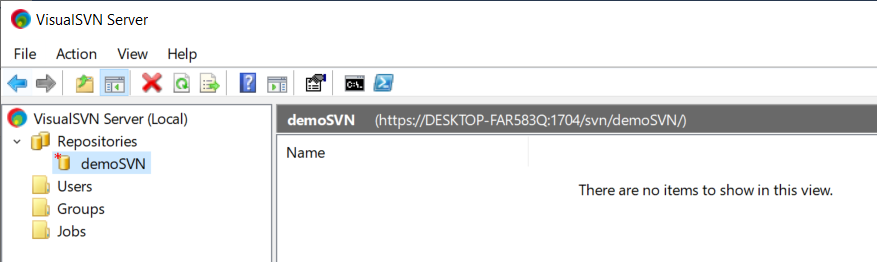 VisualSVN Server
File Action View Help
VisualSVN Server (Local)
Repositories
demoSVN
Users
Groups
Jobs
demoSVN (https://DESKTOP-FAR583Q:1704/svn/demoSVN/)
Name
There are no items to show in this view.